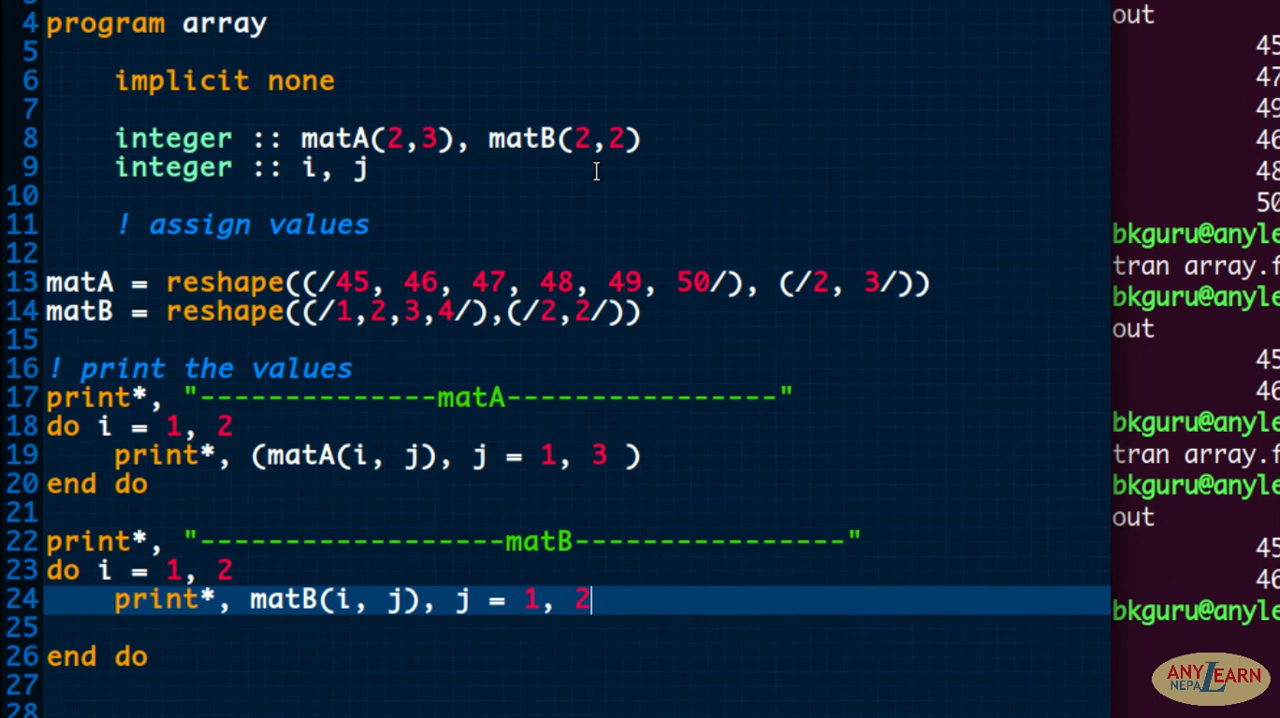 4 program array
5
6 implicit none
7
8 integer :: matA(2,3), matB(2,2)
9 integer :: i, j
10
11 ! assign values
12
13 matA = reshape((/45, 46, 47, 48, 49, 50/), (/2, 3/))
14 matB = reshape((/1,2,3,4/),(/2,2/))
15
16 ! print the values
17 print*, "--------------matA----------------"
18 do i = 1, 2
19 print*, (matA(i, j), j = 1, 3 )
20 end do
21
22 print*, "------------------matB----------------"
23 do i = 1, 2
24 print*, matB(i, j), j = 1, 2
25
26 end do
27
28
out
45
47
49
46
48
50
bkguru@anyle
tran array.f
bkguru@anyle
out
45
46
bkguru@anyle
tran array.f
bkguru@anyle
out
45
46
bkguru@anyle
ANY LEARN
NEPAL